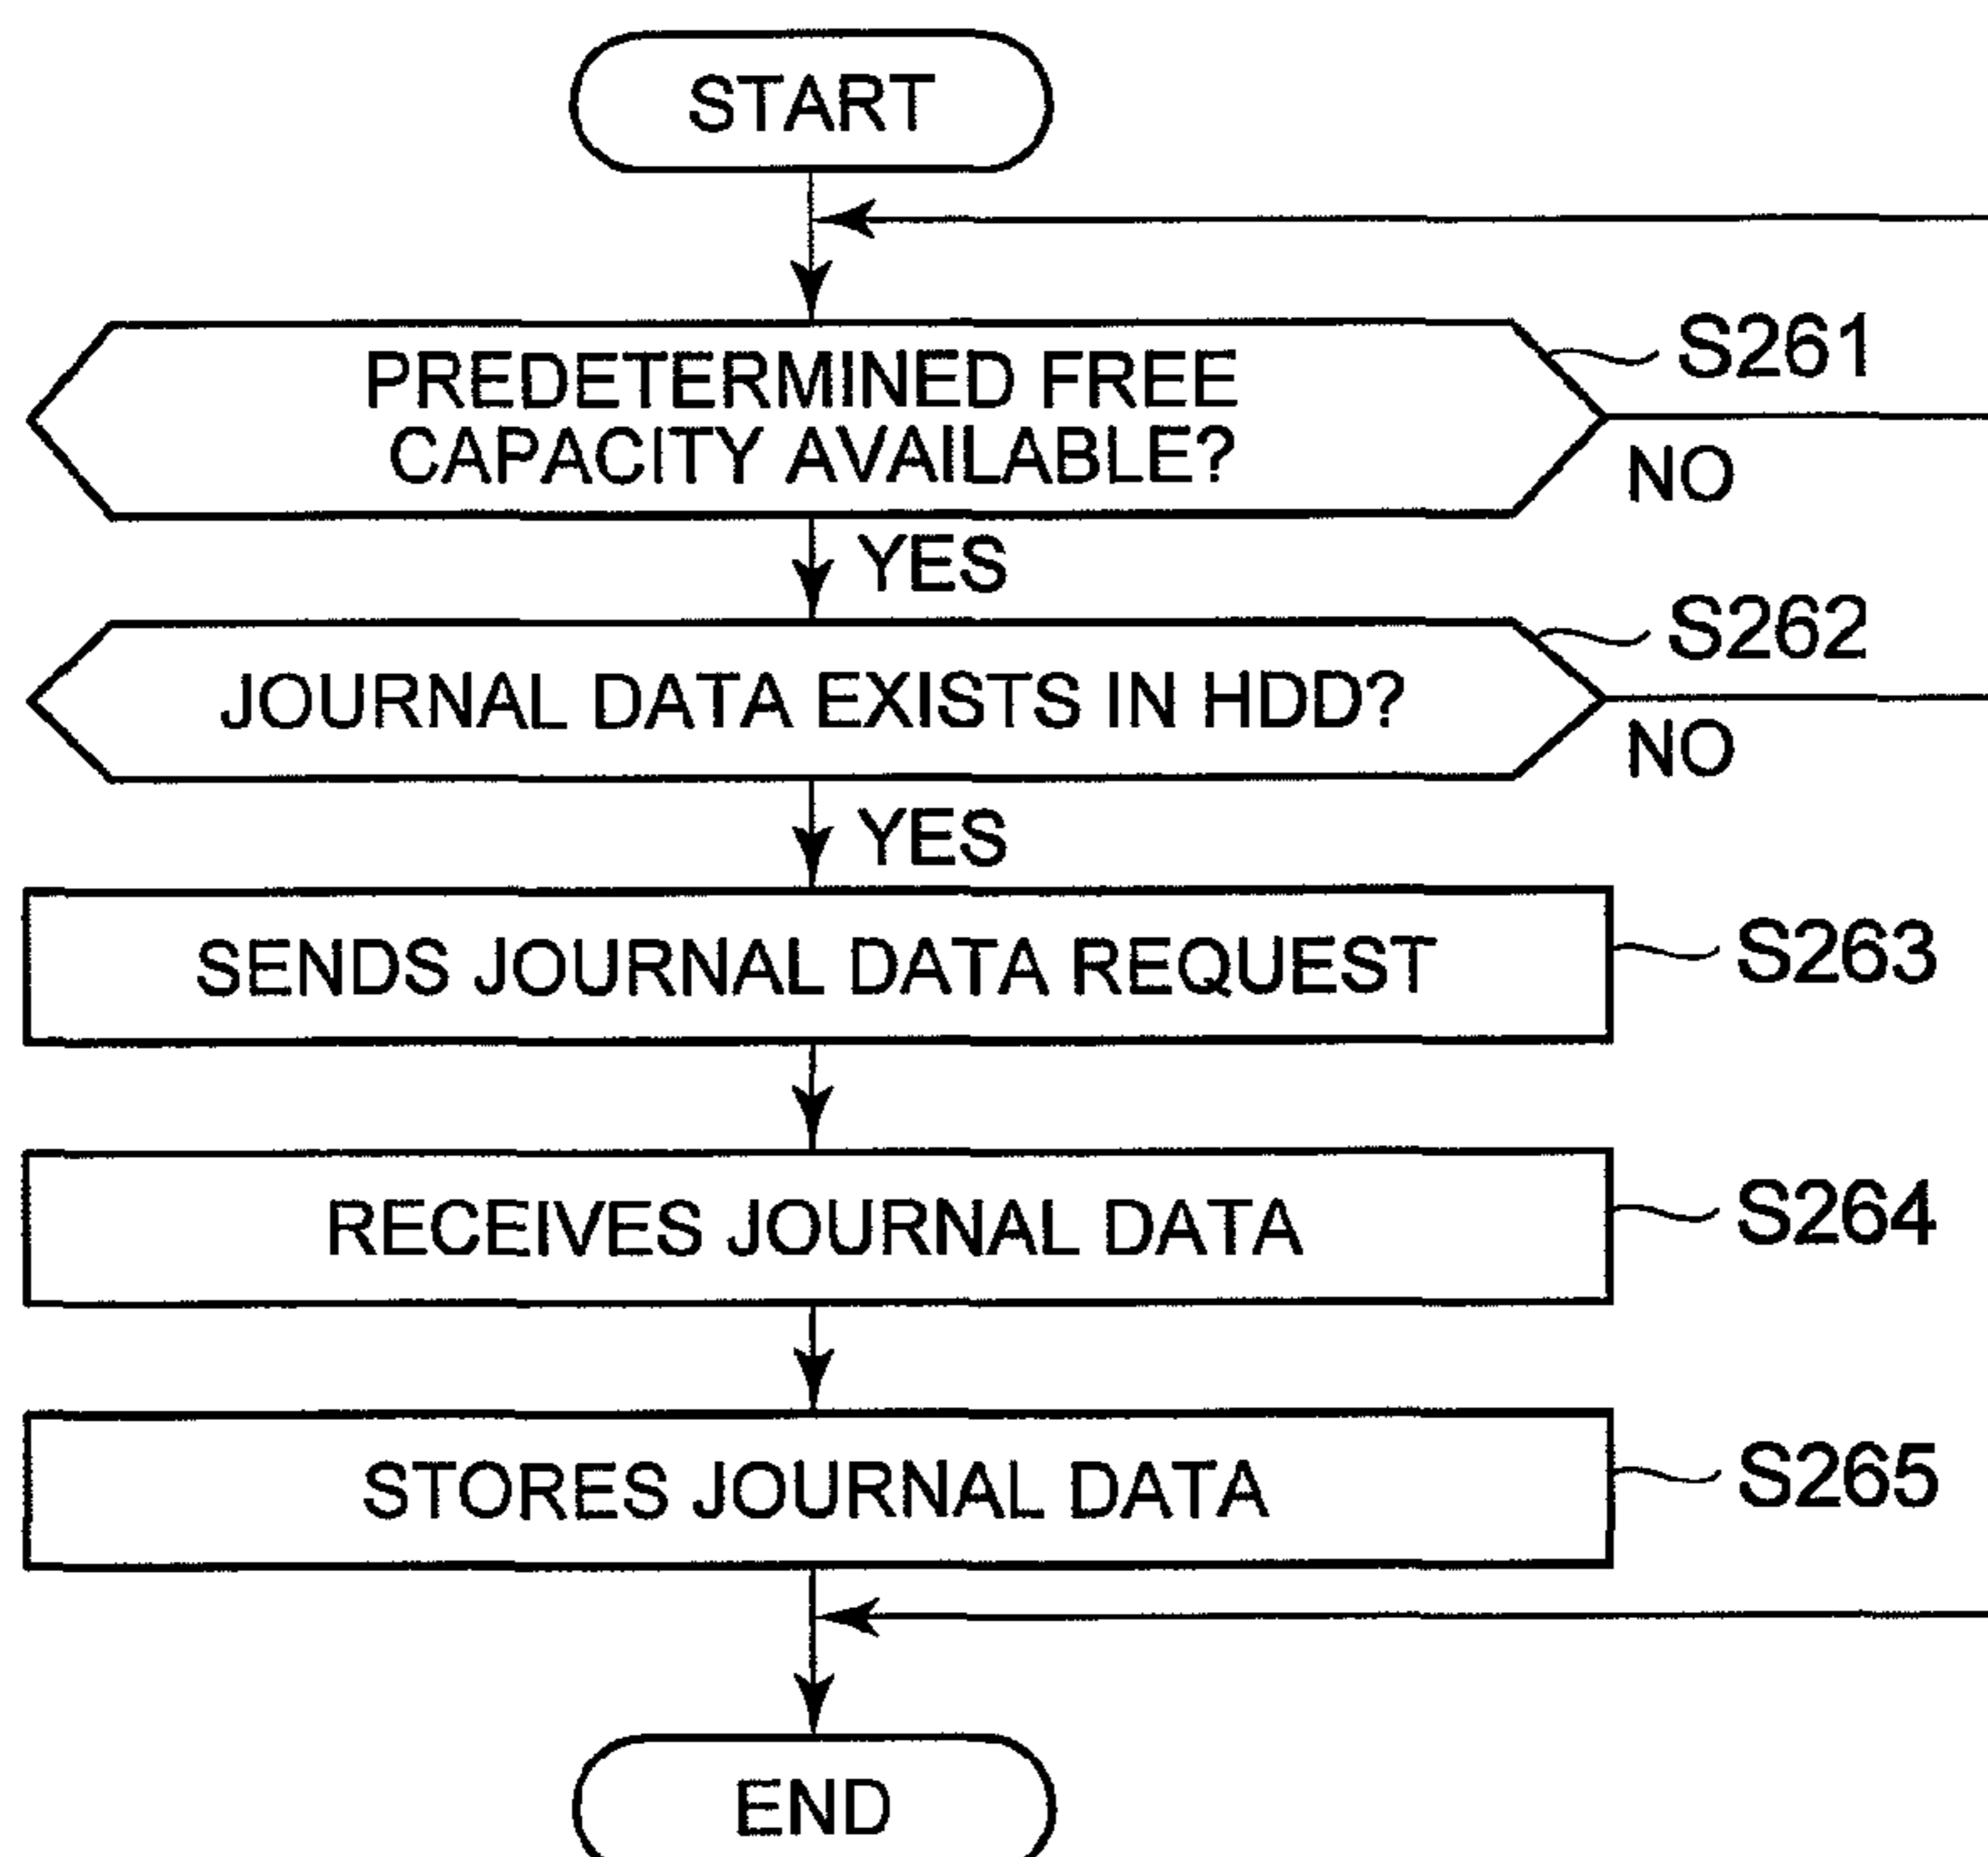 START
PREDETERMINED FREE
CAPACITY AVAILABLE?
S261
NO
YES
JOURNAL DATA EXISTS IN HDD?
S262
NO
YES
SENDS JOURNAL DATA REQUEST
S263
RECEIVES JOURNAL DATA
S264
STORES JOURNAL DATA
S265
END